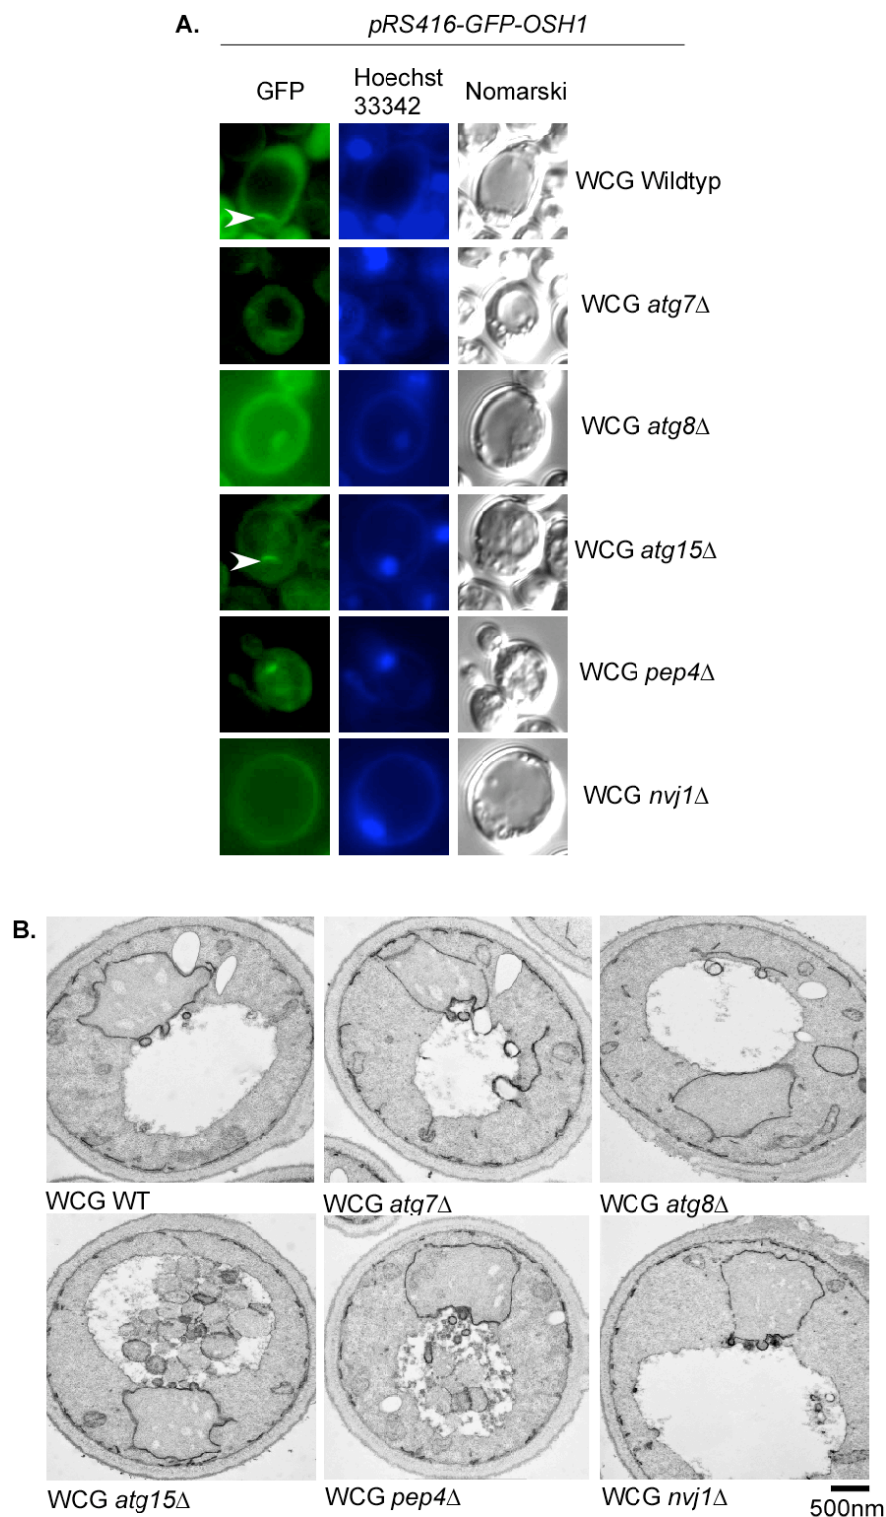 A.
pRS416-GFP-OSH1
GFP
Hoechst
33342
Nomarski
WCG Wildtyp
WCG atg7Δ
WCG atg8Δ
WCG atg15Δ
WCG pep4Δ
WCG nvj1Δ
B.
WCG WT
WCG atg7Δ
WCG atg8Δ
WCG atg15Δ
WCG pep4Δ
WCG nvj1Δ
500nm